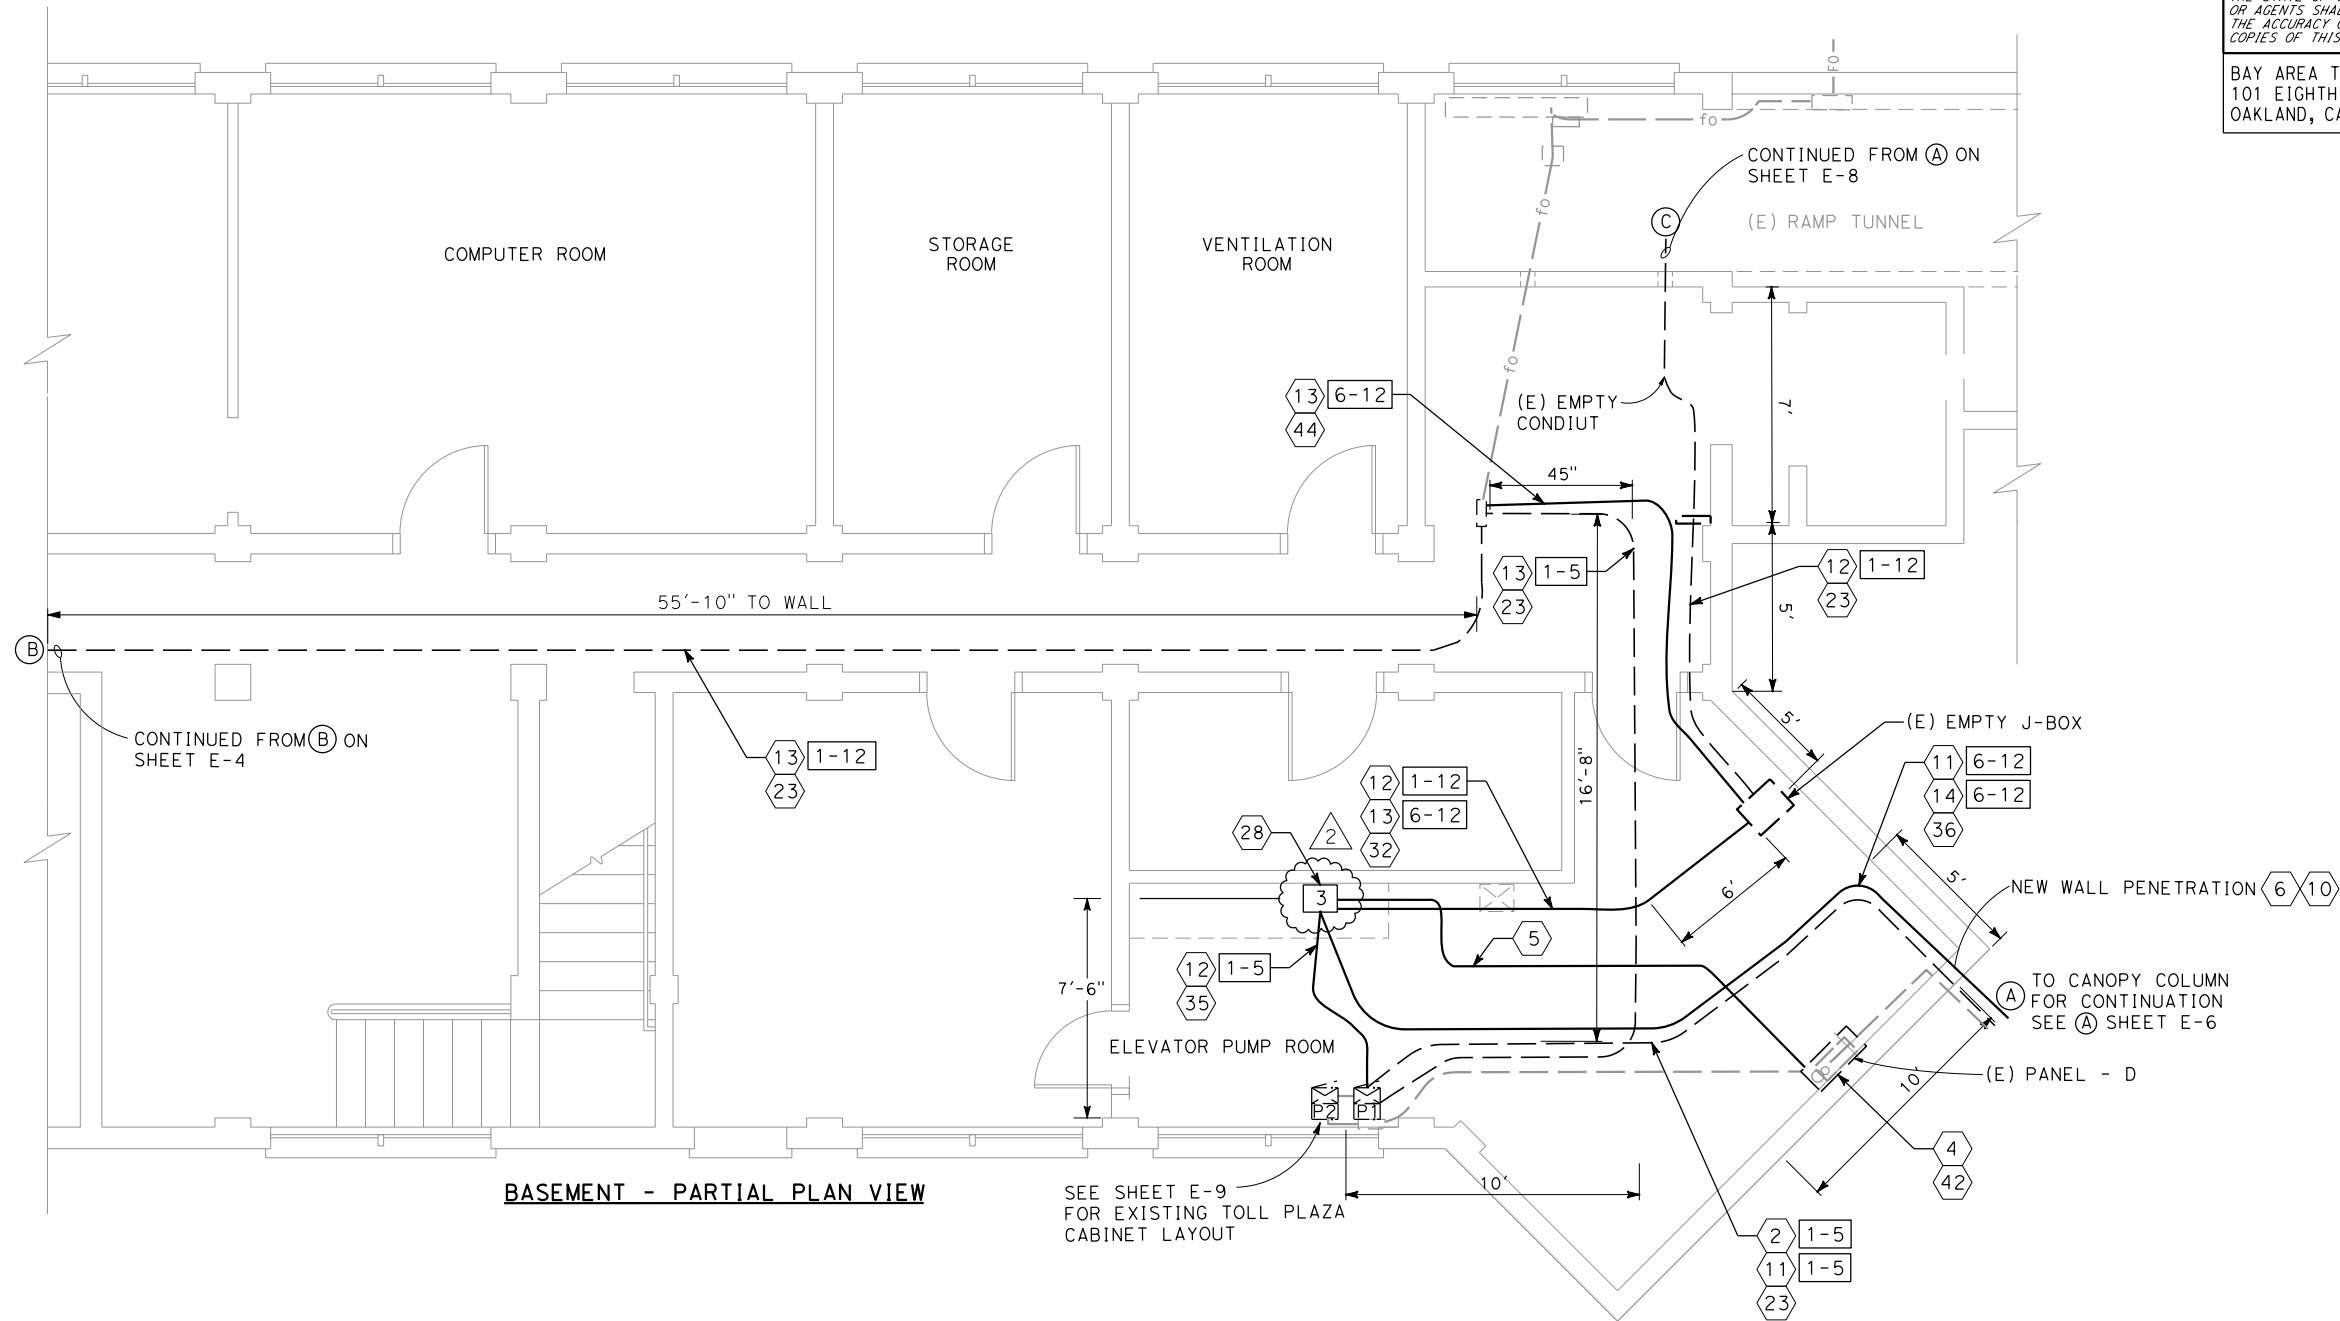 OR AGENTS SHA
THE ACCURACY
COPIES OF THIS
BAY AREA T
101 EIGHTH
OAKLAND, CA
FO
fo
CONTINUED FROM A ON
SHEET E-8
fo
C
(E) RAMP TUNNEL
COMPUTER ROOM
STORAGE
ROOM
VENTILATION
ROOM
fo
13 6-12
44
(E) EMPTY
CONDIUT
7'
45"
13 1-5
23
12 1-12
23
5'
55'-10" TO WALL
B
CONTINUED FROM B ON
SHEET E-4
13 1-12
23
5'
(E) EMPTY J-BOX
16'-8"
11 6-12
14 6-12
36
12 1-12
13 6-12
32
28
2
3
6'
5'
NEW WALL PENETRATION 6 10
5
12 1-5
35
7'-6"
A TO CANOPY COLUMN
FOR CONTINUATION
SEE A SHEET E-6
ELEVATOR PUMP ROOM
(E) PANEL - D
10'
P2
P1
4
42
BASEMENT - PARTIAL PLAN VIEW
SEE SHEET E-9
FOR EXISTING TOLL PLAZA
CABINET LAYOUT
10'
2 1-5
11 1-5
23